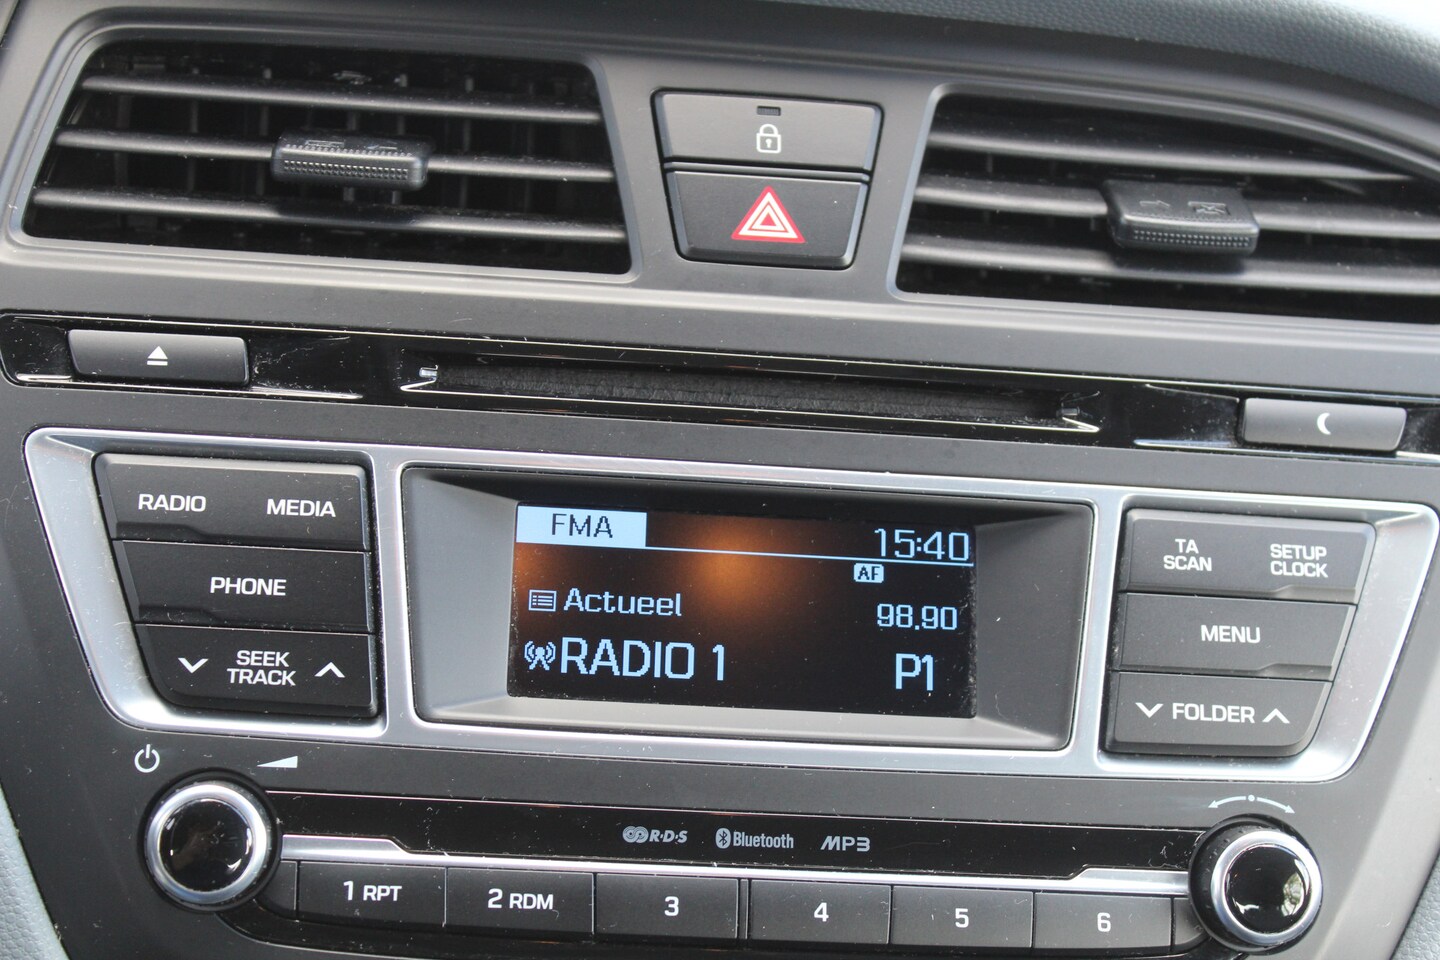 RADIO MEDIA
PHONE
SEEK
TRACK
FMA
15:40
AF
Actueel
98.90
RADIO 1
P1
TA
SCAN
SETUP
CLOCK
MENU
FOLDER
R·D·S Bluetooth MP3
1 RPT 2 RDM 3 4 5 6